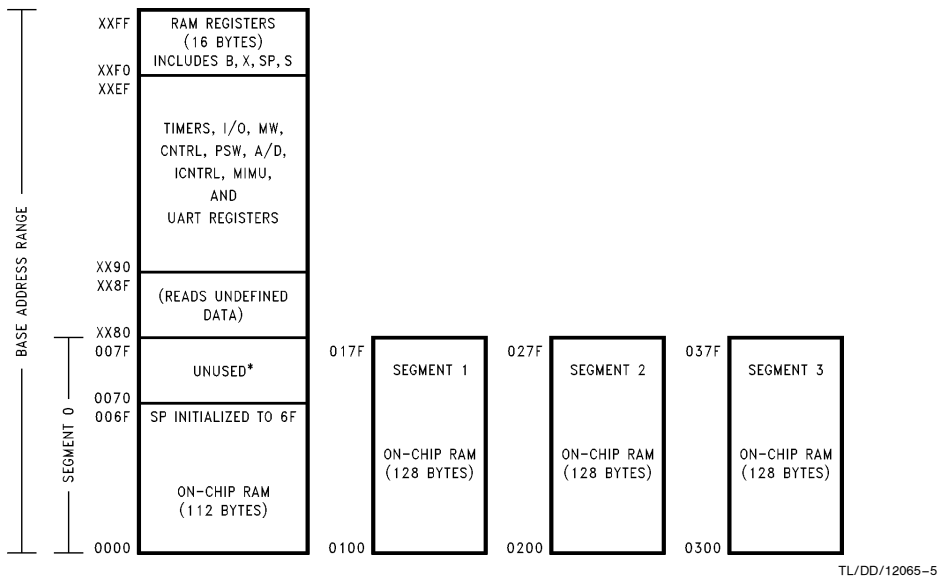 XXFF
RAM REGISTERS
(16 BYTES)
INCLUDES B, X, SP, S
XXF0
XXEF
TIMERS, I/O, MW,
CNTRL, PSW, A/D,
ICNTRL, MIMU,
AND
UART REGISTERS
BASE ADDRESS RANGE
XX90
XX8F
(READS UNDEFINED
DATA)
XX80
007F
UNUSED*
0070
006F
SP INITIALIZED TO 6F
SEGMENT 0
ON-CHIP RAM
(112 BYTES)
0000
017F
SEGMENT 1
ON-CHIP RAM
(128 BYTES)
0100
027F
SEGMENT 2
ON-CHIP RAM
(128 BYTES)
0200
037F
SEGMENT 3
ON-CHIP RAM
(128 BYTES)
0300
TL/DD/12065–5